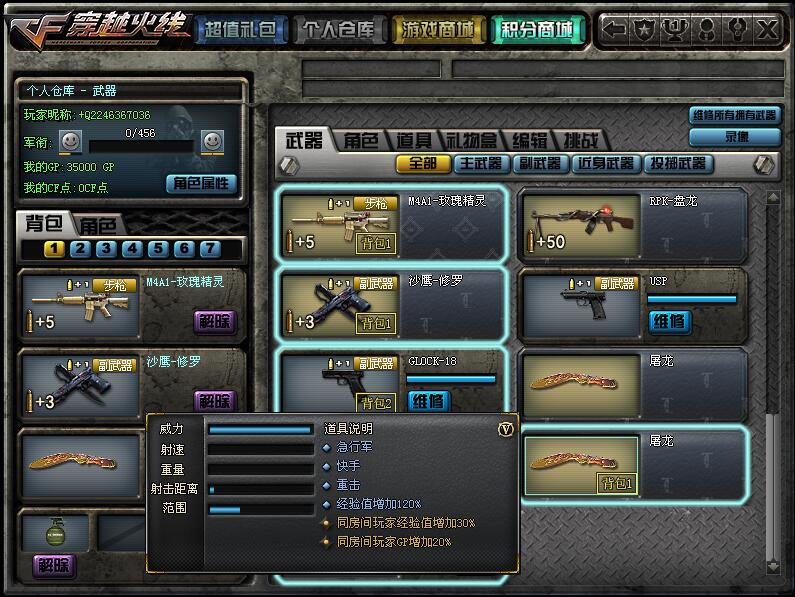 穿越火线
MERCENARY FORCES CORPORATION
超值礼包
个人仓库
游戏商城
积分商城
个人仓库 - 武器
玩家昵称:+Q2246367036
军衔:
0/456
我的GP:35000 GP
我的CF点:0CF点
角色属性
维修所有拥有武器
录像
武器
角色
道具
礼物盒
编辑
挑战
全部
主武器
副武器
近身武器
投掷武器
背包
角色
1 2 3 4 5 6 7
+1 步枪
M4A1-玫瑰精灵
+5
解除
+1 副武器
沙鹰-修罗
+3
解除
解除
+1 步枪
M4A1-玫瑰精灵
+5
背包1
RPK-盘龙
+50
+1 副武器
沙鹰-修罗
+3
背包1
+1 副武器
USP
维修
+1 副武器
GLOCK-18
背包2
维修
屠龙
屠龙
背包1
威力
射速
重量
射击距离
范围
道具说明
V
急行军
快手
重击
经验值增加120%
同房间玩家经验值增加30%
同房间玩家GP增加20%